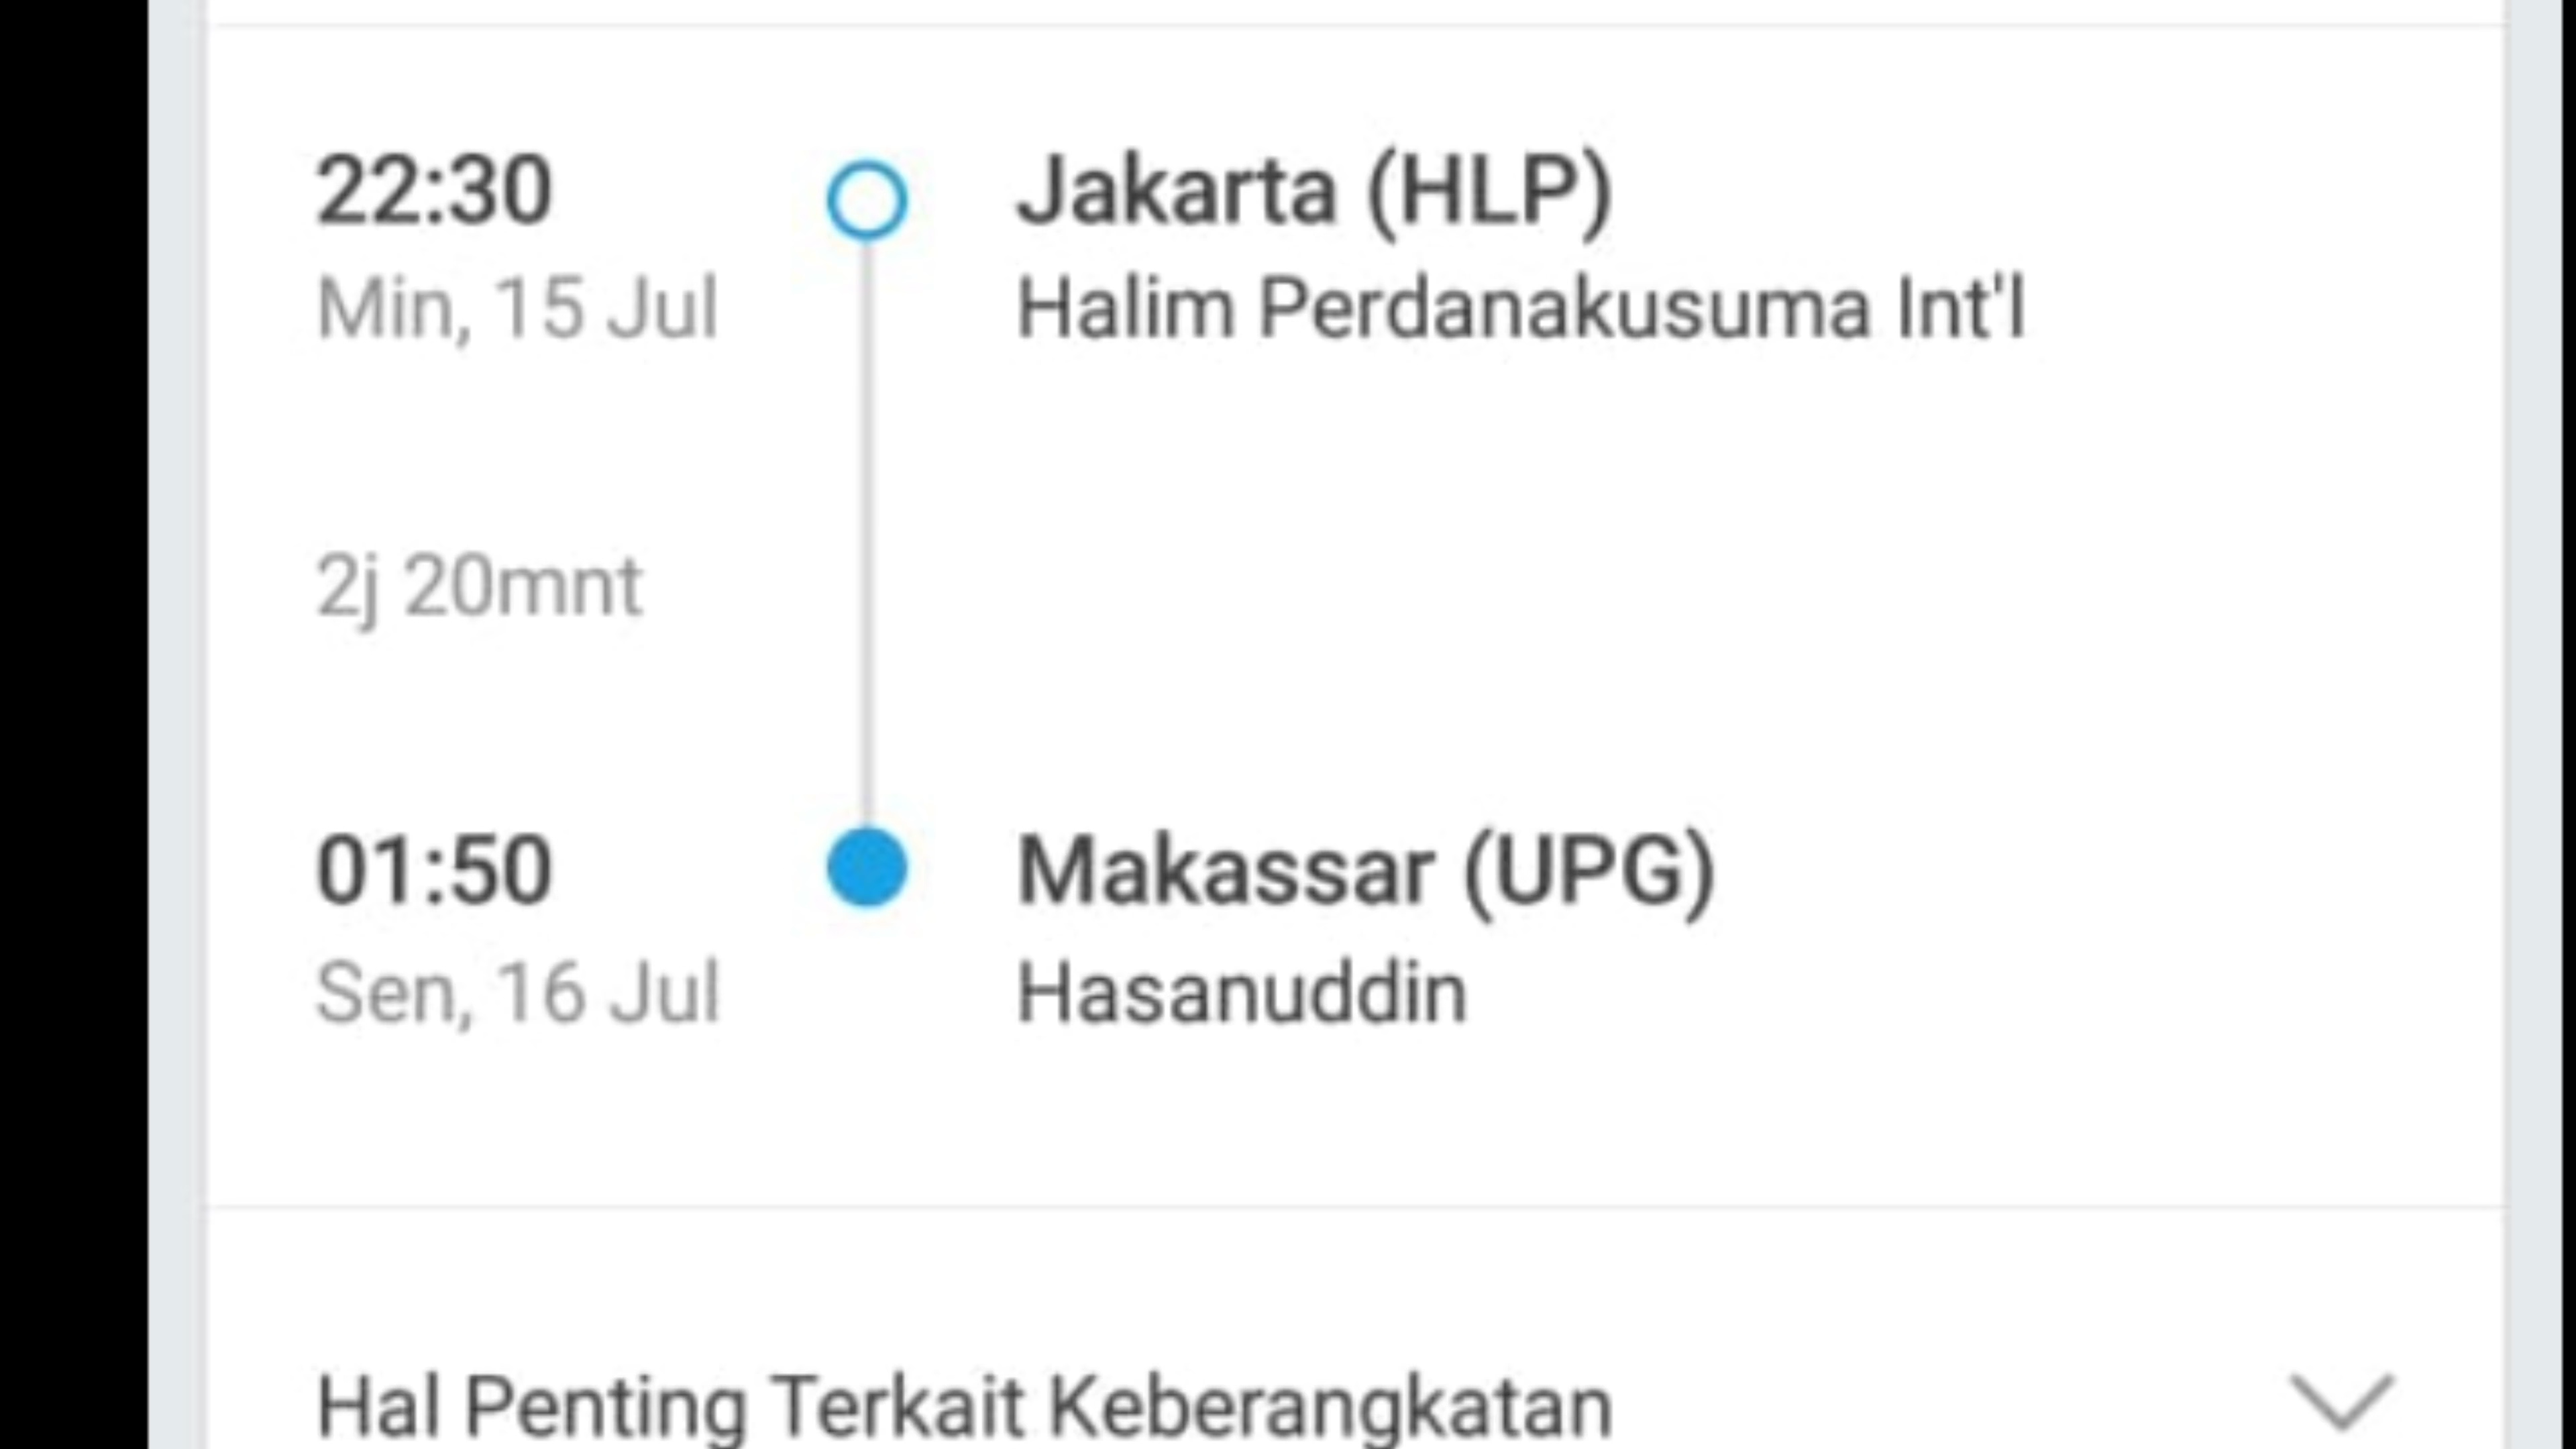 22:30
Jakarta (HLP)
Min, 15 Jul
Halim Perdanakusuma Int'l
2j 20mnt
01:50
Makassar (UPG)
Sen, 16 Jul
Hasanuddin
Hal Penting Terkait Keberangkatan